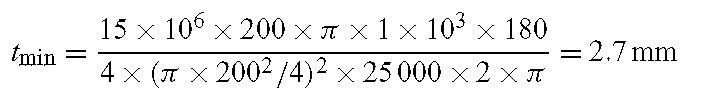 t_min = \frac{15 × 10^6 × 200 × π × 1 × 10^3 × 180}{4 × (π × 200^2/4)^2 × 25 000 × 2 × π} = 2.7 mm